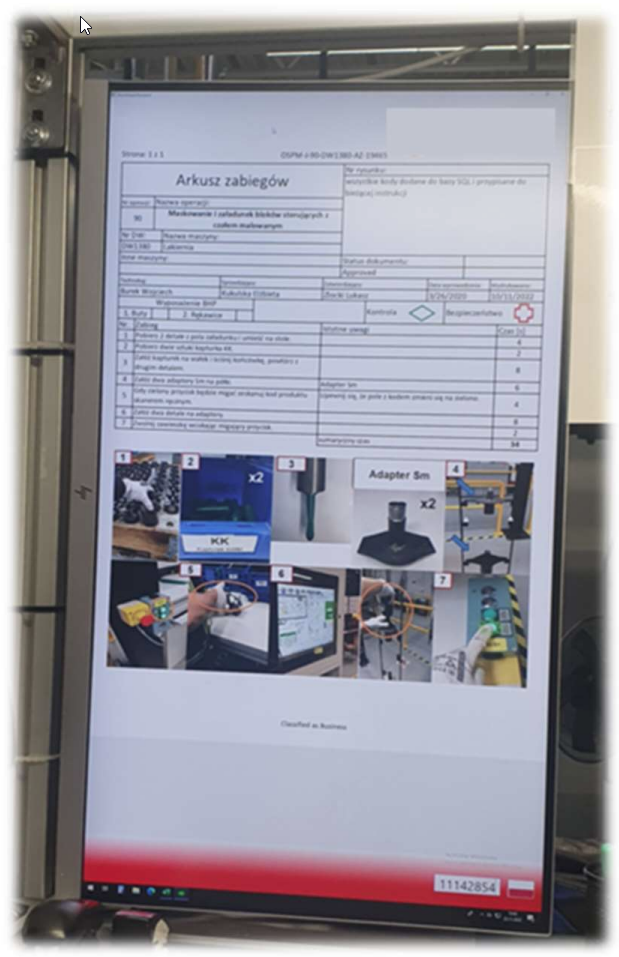 Strona: 1 z 1
Nr rysunku:
Arkusz zabiegów
wszystkie kody dodane do bazy SQL i przypisane do bieżącej instrukcji
Nr operacji
Nazwa operacji:
90
Maskowanie i załadunek bloków sterujących z czołem malowanym
Nr DW:
Nazwa maszyny:
DW1380
Lakiernia
Inne maszyny:
Status dokumentu:
Approved
Burek Wojciech
Kukulska Elżbieta
3/26/2020
10/11/2022
Wyposażenie BHP
1. Buty
2. Rękawice
Kontrola
Bezpieczeństwo
Nr
Zabieg
Istotne uwagi
Czas [s]
1
Pobierz 2 detale z pola załadunku i umieść na stole.
4
2
Pobierz dwie sztuki kapturka KK.
2
3
Załóż kapturek na wałek i ściśnij końcówkę, powtórz z drugim detalem.
8
4
Załóż dwa adaptery Sm na półki.
Adapter Sm
6
5
Gdy zielony przycisk będzie migać zeskanuj kod produktu skanerem ręcznym.
Upewnij się, że pole z kodem zmieni się na zielono.
4
6
Załóż dwa detale na adaptery.
8
7
Zwolnij zawieszkę wciskając migający przycisk.
2
sumaryczny czas
34
1
2
x2
KK
3
Adapter Sm
x2
4
5
6
7
Classified as Business
11142854